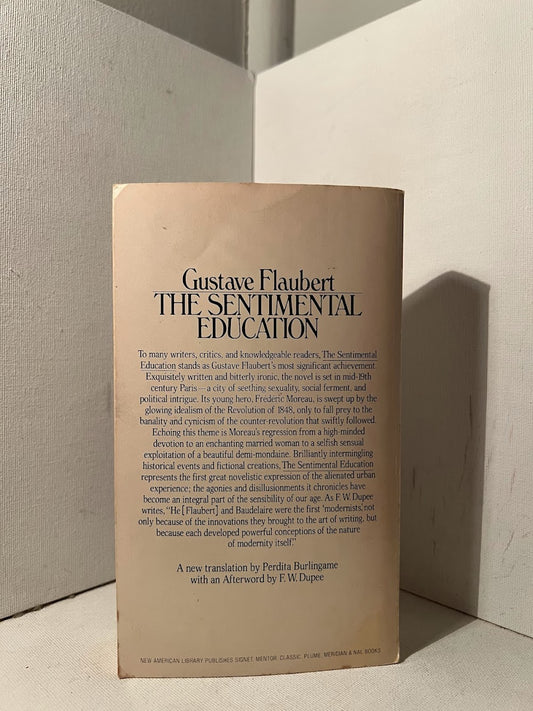 Gustave Flaubert
THE SENTIMENTAL
EDUCATION
To many writers, critics, and knowledgeable readers, The Sentimental
Education stands as Gustave Flaubert's most significant achievement.
Exquisitely written and bitterly ironic, the novel is set in mid-19th
century Paris—a city of seething sexuality, social ferment, and
political intrigue. Its young hero, Frédéric Moreau, is swept up by the
glowing idealism of the Revolution of 1848, only to fall prey to the
banality and cynicism of the counter-revolution that swiftly followed.
Echoing this theme is Moreau's regression from a high-minded
devotion to an enchanting married woman to a selfish sensual
exploitation of a beautiful demi-mondaine. Brilliantly intermingling
historical events and fictional creations, The Sentimental Education
represents the first great novelistic expression of the alienated urban
experience; the agonies and disillusionments it chronicles have
become an integral part of the sensibility of our age. As F. W. Dupee
writes, "He [Flaubert] and Baudelaire were the first 'modernists,' not
only because of the innovations they brought to the art of writing, but
because each developed powerful conceptions of the nature
of modernity itself."
A new translation by Perdita Burlingame
with an Afterword by F. W. Dupee
NEW AMERICAN LIBRARY PUBLISHES SIGNET, MENTOR, CLASSIC, PLUME, MERIDIAN & NAL BOOKS